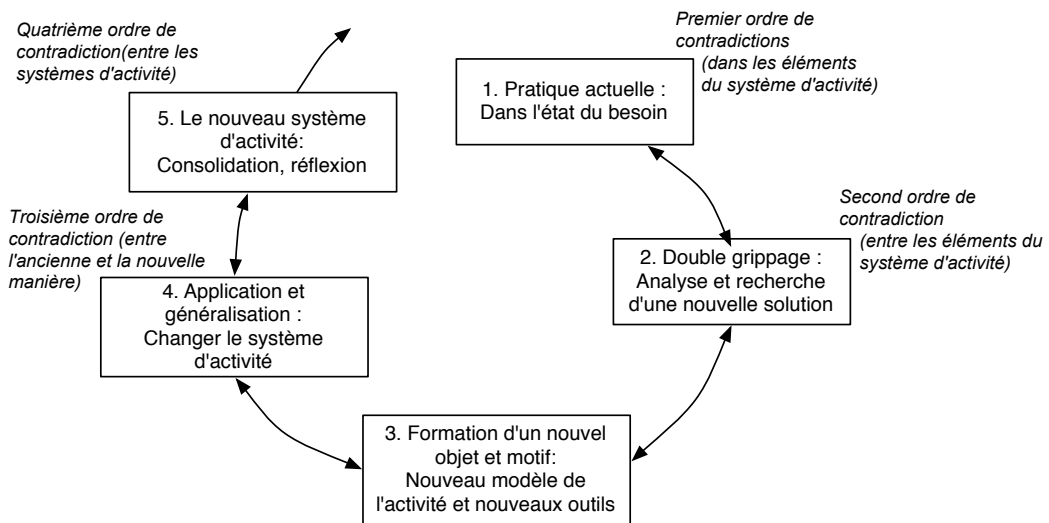 Quatrième ordre de
contradiction(entre les
systèmes d'activité)
Premier ordre de
contradictions
(dans les éléments
du système d'activité)
1. Pratique actuelle :
Dans l'état du besoin
5. Le nouveau système
d'activité:
Consolidation, réflexion
Second ordre de
contradiction
(entre les éléments du
système d'activité)
Troisième ordre de
contradiction (entre
l'ancienne et la nouvelle
manière)
2. Double grippage :
Analyse et recherche
d'une nouvelle solution
4. Application et
généralisation :
Changer le système
d'activité
3. Formation d'un nouvel
objet et motif:
Nouveau modèle de
l'activité et nouveaux outils